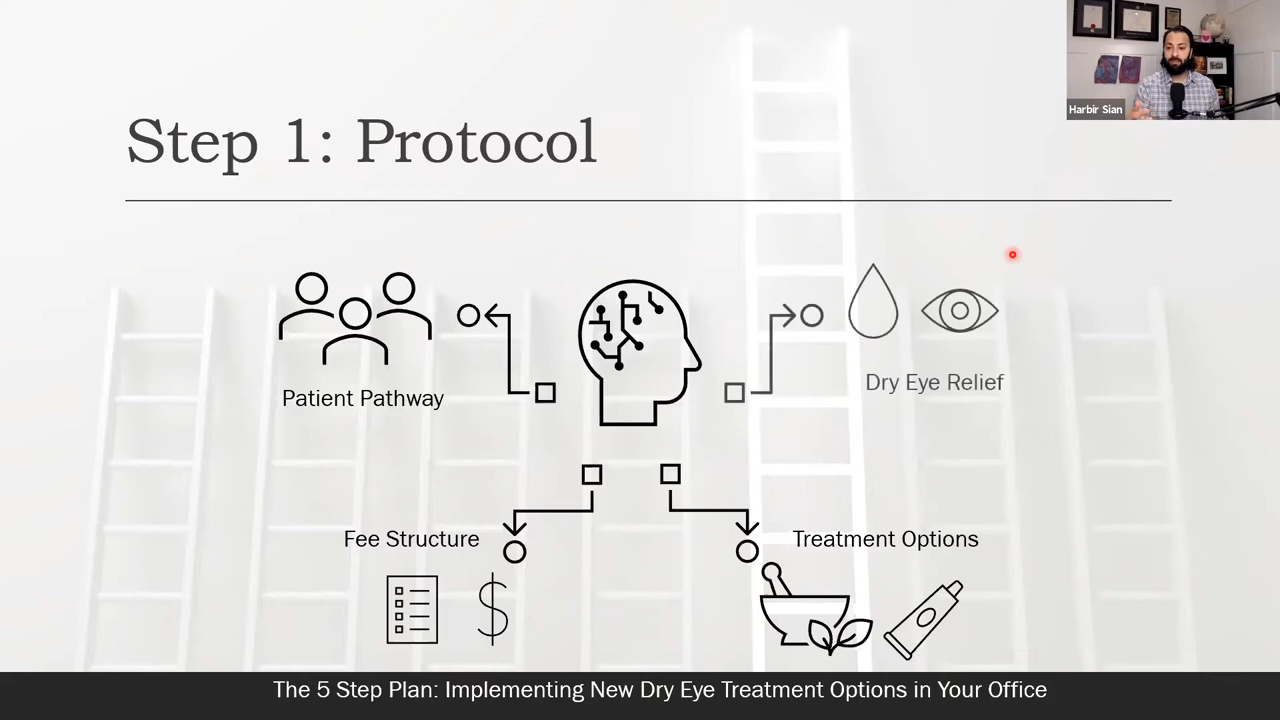 Harbir Sian
Step 1: Protocol
Patient Pathway
Dry Eye Relief
Fee Structure
Treatment Options
The 5 Step Plan: Implementing New Dry Eye Treatment Options in Your Office